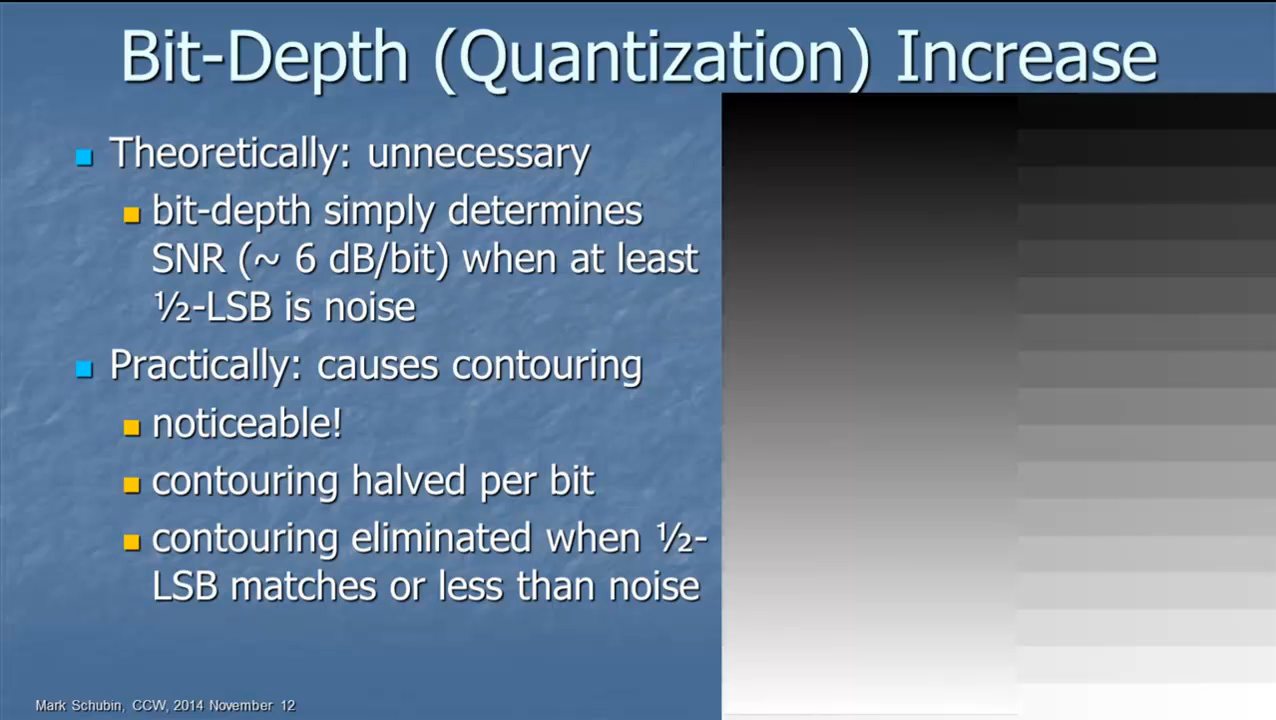 Bit-Depth (Quantization) Increase
Theoretically: unnecessary
bit-depth simply determines
SNR (~ 6 dB/bit) when at least
½-LSB is noise
Practically: causes contouring
noticeable!
contouring halved per bit
contouring eliminated when ½-
LSB matches or less than noise
Mark Schubin, CCW, 2014 November 12